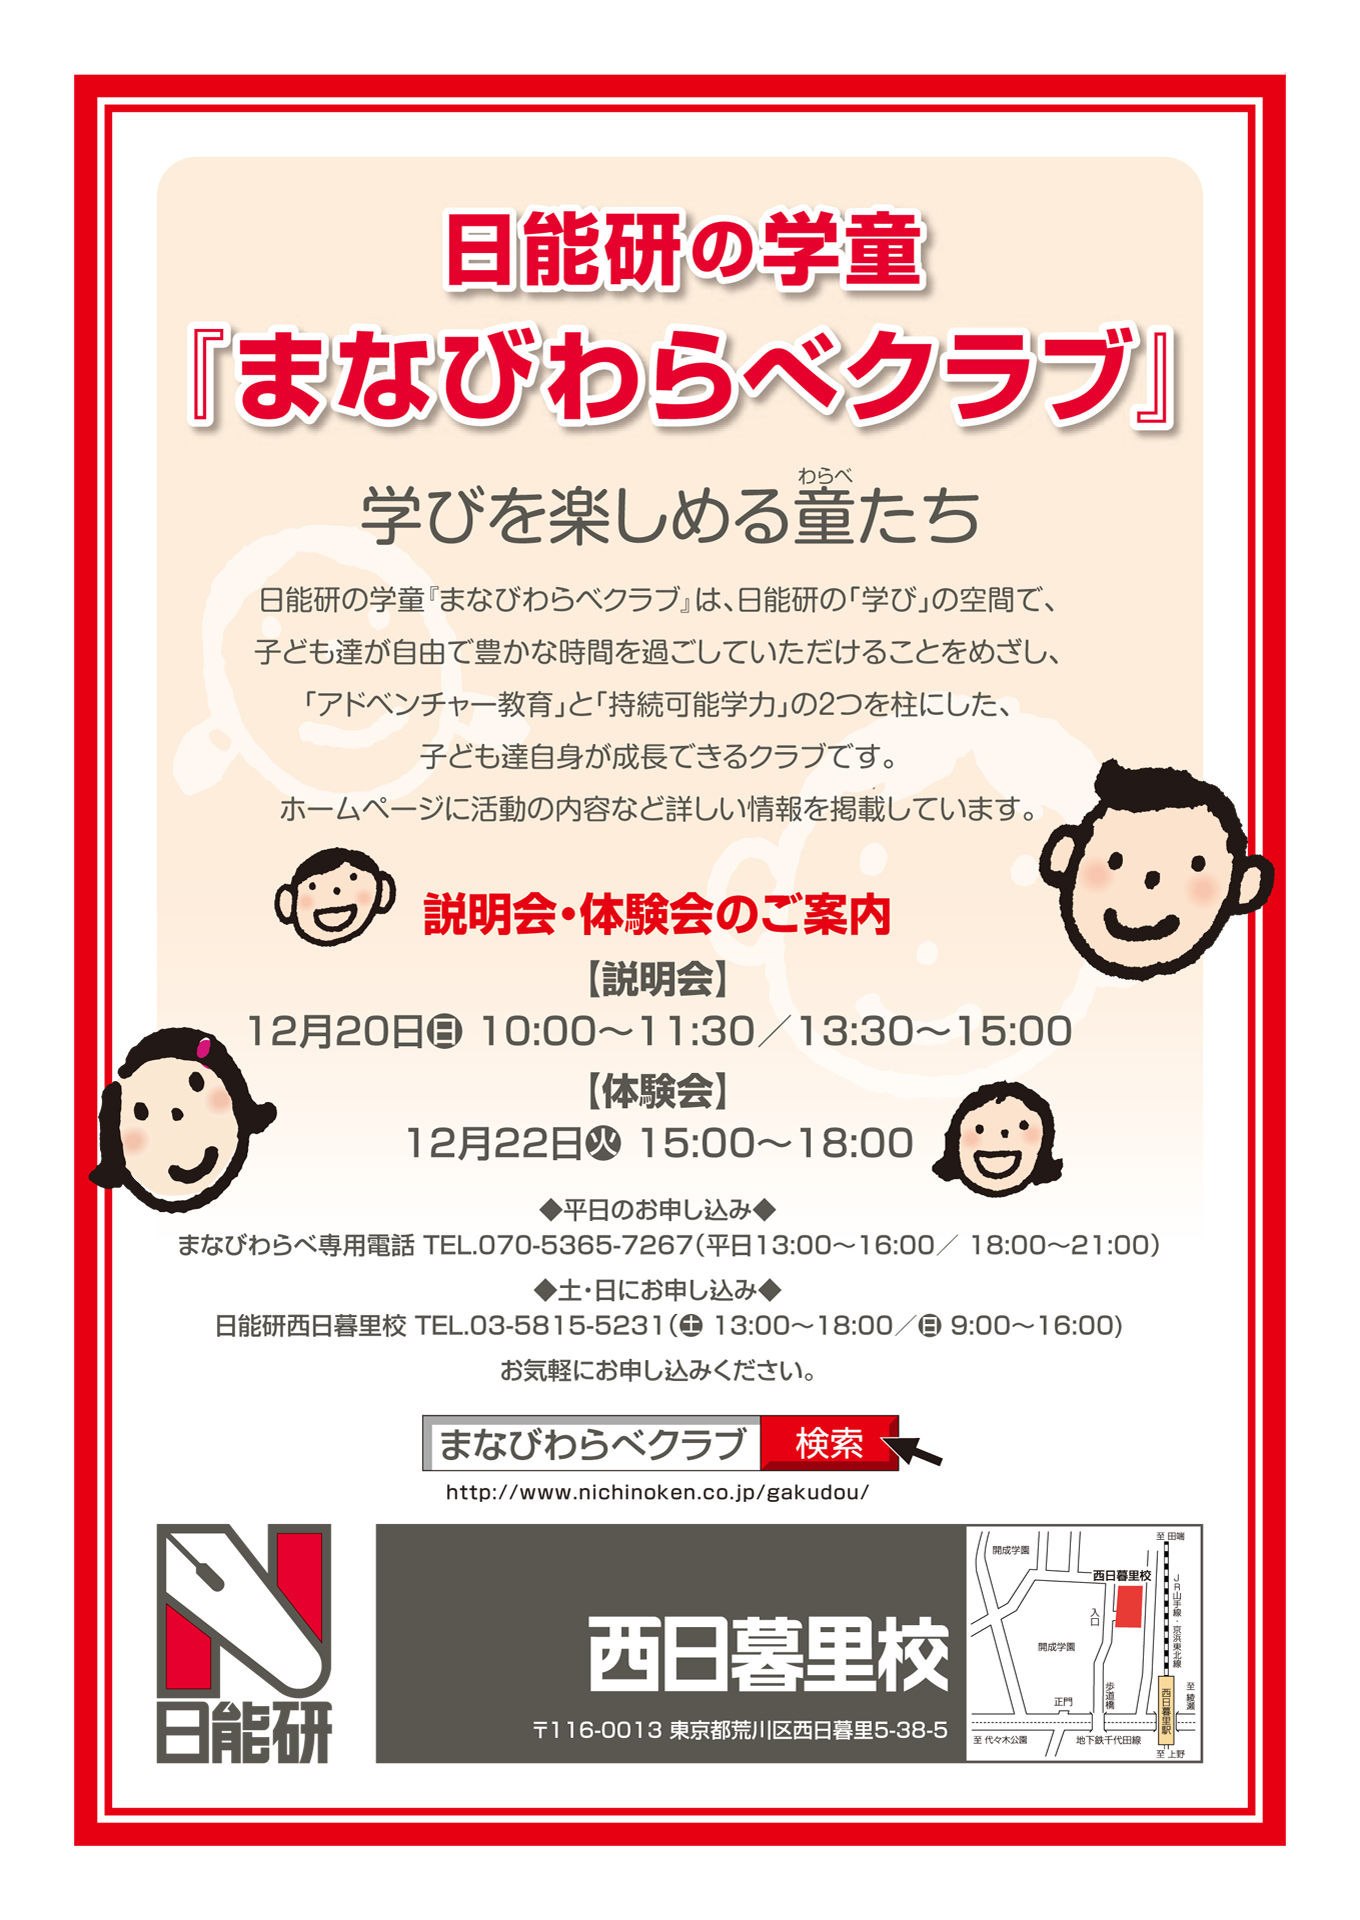 日能研の学童
『まなびわらべクラブ』
わらべ
学びを楽しめる童たち
日能研の学童『まなびわらべクラブ』は、日能研の「学び」の空間で、
子ども達が自由で豊かな時間を過ごしていただけることをめざし、
「アドベンチャー教育」と「持続可能学力」の2つを柱にした、
子ども達自身が成長できるクラブです。
ホームページに活動の内容など詳しい情報を掲載しています。
説明会・体験会のご案内
【説明会】
12月20日㊐ 10:00〜11:30／13:30〜15:00
【体験会】
12月22日㊋ 15:00〜18:00
◆平日のお申し込み◆
まなびわらべ専用電話 TEL.070-5365-7267（平日13:00〜16:00／ 18:00〜21:00）
◆土・日にお申し込み◆
日能研西日暮里校 TEL.03-5815-5231（㊏ 13:00〜18:00／㊐ 9:00〜16:00)
お気軽にお申し込みください。
まなびわらべクラブ 検索
http://www.nichinoken.co.jp/gakudou/
日能研
西日暮里校
〒116-0013 東京都荒川区西日暮里5-38-5
至 田端
開成学園
西日暮里校
JR山手線・京浜東北線
入口
開成学園
歩道橋
至 綾瀬
正門
西日暮里駅
至 代々木公園
地下鉄千代田線
至 上野